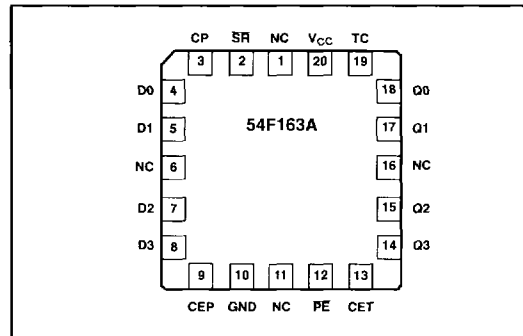 CP S̅R̅ NC VCC TC
3 2 1 20 19
D0 4 18 Q0
54F163A
D1 5 17 Q1
NC 6 16 NC
D2 7 15 Q2
D3 8 14 Q3
9 10 11 12 13
CEP GND NC P̅E̅ CET